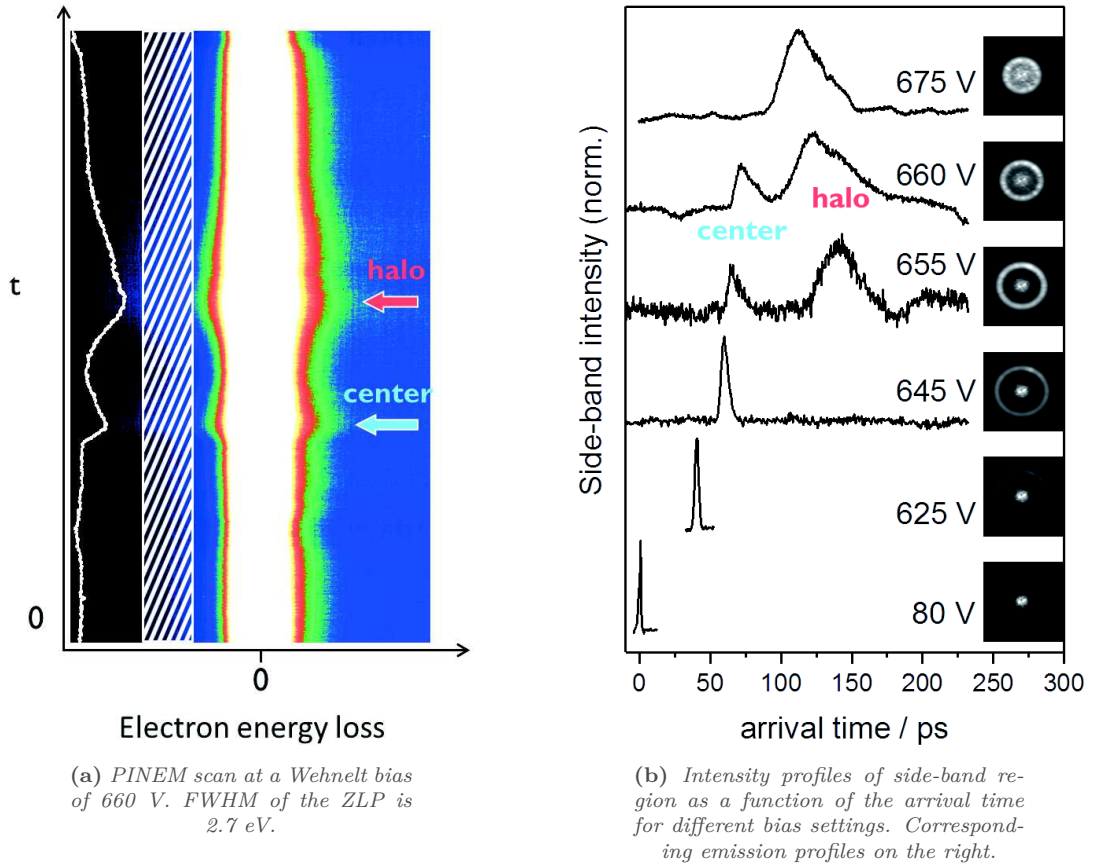 t
halo
center
0
0
Electron energy loss
(a) PINEM scan at a Wehnelt bias
of 660 V. FWHM of the ZLP is
2.7 eV.
Side-band intensity (norm.)
675 V
660 V
halo
center
655 V
645 V
625 V
80 V
0 50 100 150 200 250 300
arrival time / ps
(b) Intensity profiles of side-band re-
gion as a function of the arrival time
for different bias settings. Correspond-
ing emission profiles on the right.